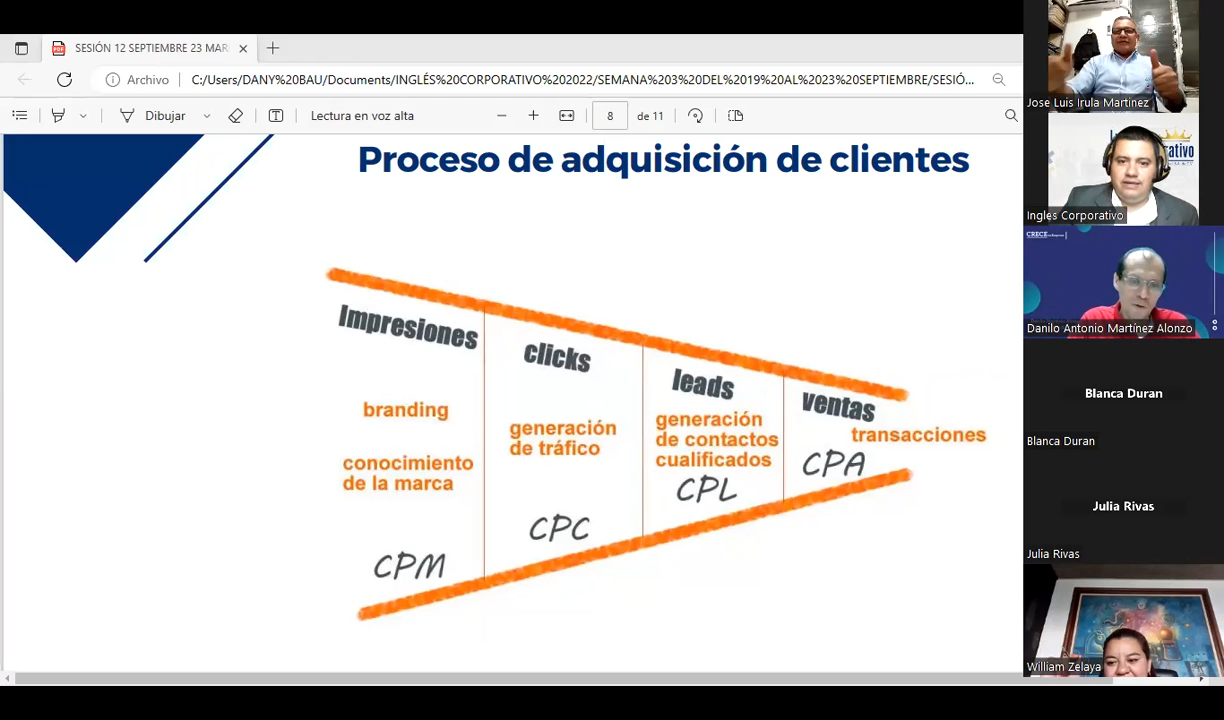 SESIÓN 12 SEPTIEMBRE 23 MAR
Archivo
C:/Users/DANY%20BAU/Documents/INGLÉS%20CORPORATIVO%202022/SEMANA%203%20DEL%2019%20AL%2023%20SEPTIEMBRE/SESIÓ...
Dibujar
Lectura en voz alta
8
de 11
Proceso de adquisición de clientes
Impresiones
branding
conocimiento
de la marca
CPM
clicks
generación
de tráfico
CPC
leads
generación
de contactos
cualificados
CPL
ventas
transacciones
CPA
Jose Luis Irula Martinez
Inglés Corporativo
CRECE
Danilo Antonio Martínez Alonzo
Blanca Duran
Blanca Duran
Julia Rivas
Julia Rivas
William Zelaya